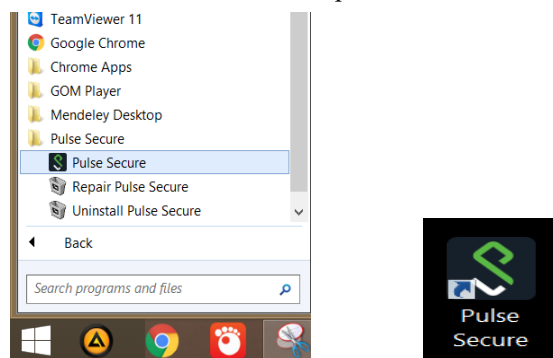 TeamViewer 11
Google Chrome
Chrome Apps
GOM Player
Mendeley Desktop
Pulse Secure
Pulse Secure
Repair Pulse Secure
Uninstall Pulse Secure
Back
Search programs and files
Pulse
Secure